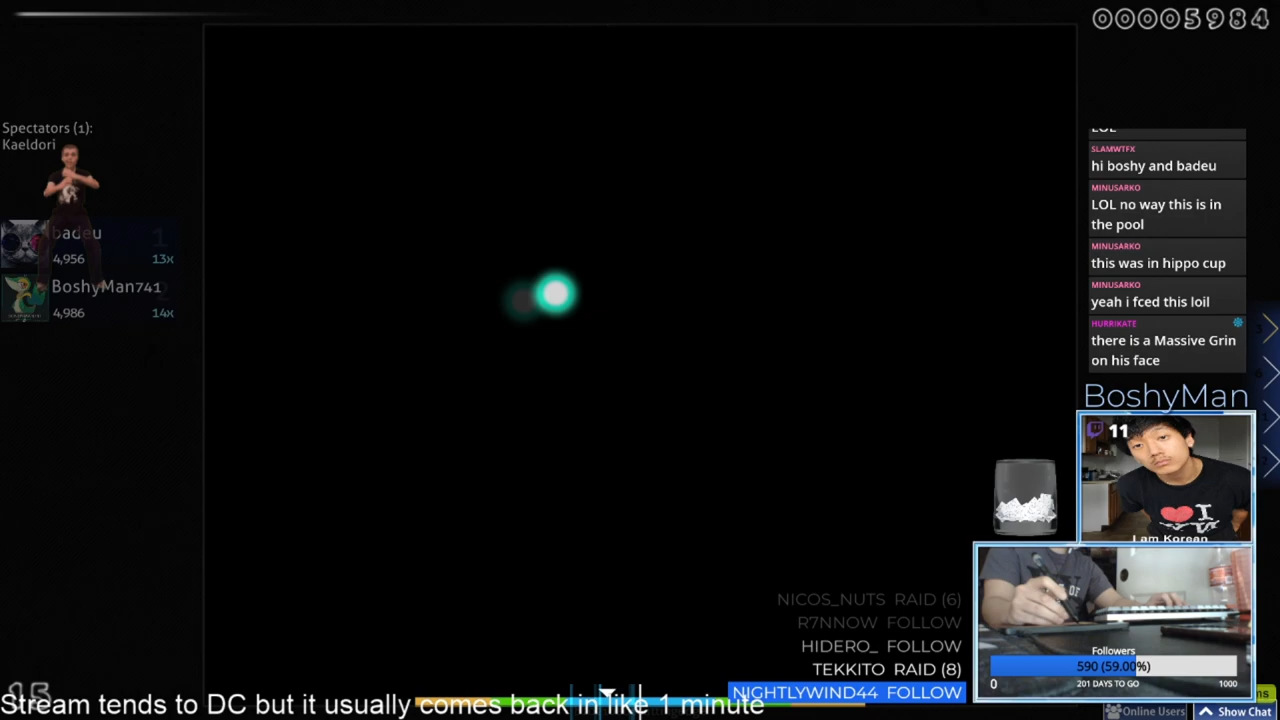 00005984
Spectators (1):
Kaeldori
badeu
1
4,956
13x
BoshyMan741
2
4,986
14x
LOL
SLAMWTFX
hi boshy and badeu
MINUSARKO
LOL no way this is in
the pool
MINUSARKO
this was in hippo cup
MINUSARKO
yeah i fced this loil
HURRIKATE
there is a Massive Grin
on his face
BoshyMan
11
I
I am Korean
NICOS_NUTS RAID (6)
R7NNOW FOLLOW
HIDERO_ FOLLOW
TEKKITO RAID (8)
NIGHTLYWIND44 FOLLOW
Followers
590 (59.00%)
0
201 DAYS TO GO
1000
15
Stream tends to DC but it usually comes back in like 1 minute
ms
Online Users
Show Chat